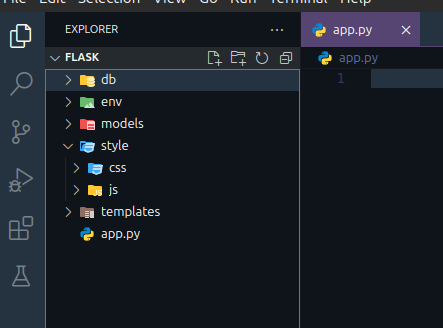 File Edit Selection View Go Run Terminal Help
EXPLORER
app.py
FLASK
app.py
db
1
env
models
style
css
js
templates
app.py